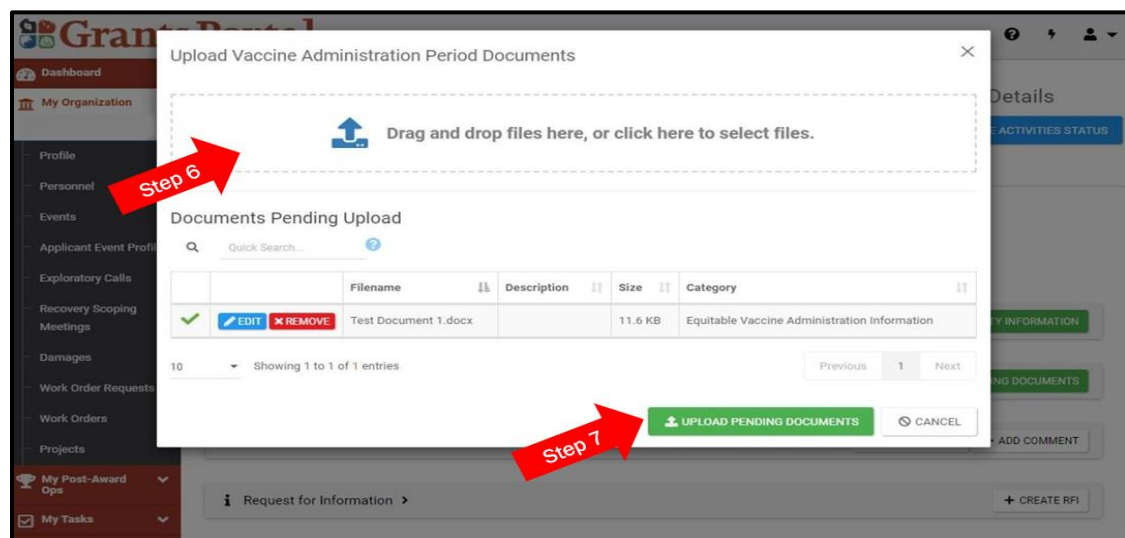 Grants Portal
Upload Vaccine Administration Period Documents
Dashboard
My Organization
Details
Drag and drop files here, or click here to select files.
ACTIVITIES STATUS
Profile
Step 6
Personnel
Events
Documents Pending Upload
Applicant Event Profil
Quick Search...
Exploratory Calls
Filename Description Size Category
Recovery Scoping
Meetings
EDIT REMOVE Test Document 1.docx 11.6 KB Equitable Vaccine Administration Information
Y INFORMATION
Damages
10 Showing 1 to 1 of 1 entries Previous 1 Next
Work Order Requests
NG DOCUMENTS
Work Orders
UPLOAD PENDING DOCUMENTS CANCEL
Step 7
Projects
ADD COMMENT
My Post-Award
Ops
Request for Information
+ CREATE RFI
My Tasks